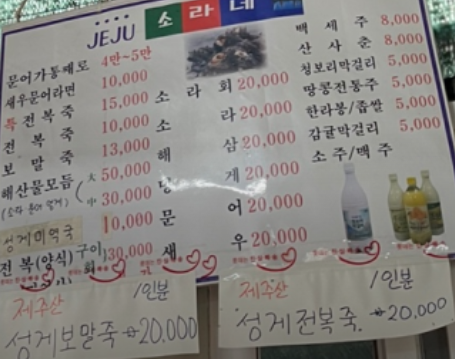 JEJU 소라네
문어가통째로 4만~5만
새우문어라면 10,000
특전복죽 15,000
전복죽 10,000
보말죽 13,000
해산물모듬 大 50,000
中 30,000
성게미역국 10,000
전복(양식) 구이 30,000
회
소라회 20,000
소라 20,000
해삼 20,000
멍게 20,000
문어 20,000
새우 20,000
백세주 8,000
산사춘 8,000
청보리막걸리 5,000
땅콩전통주 5,000
한라봉/좁쌀 5,000
감귤막걸리 5,000
소주/맥주
제주산 1인분
성게보말죽 20,000
제주산 1인분
성게전복죽 20,000